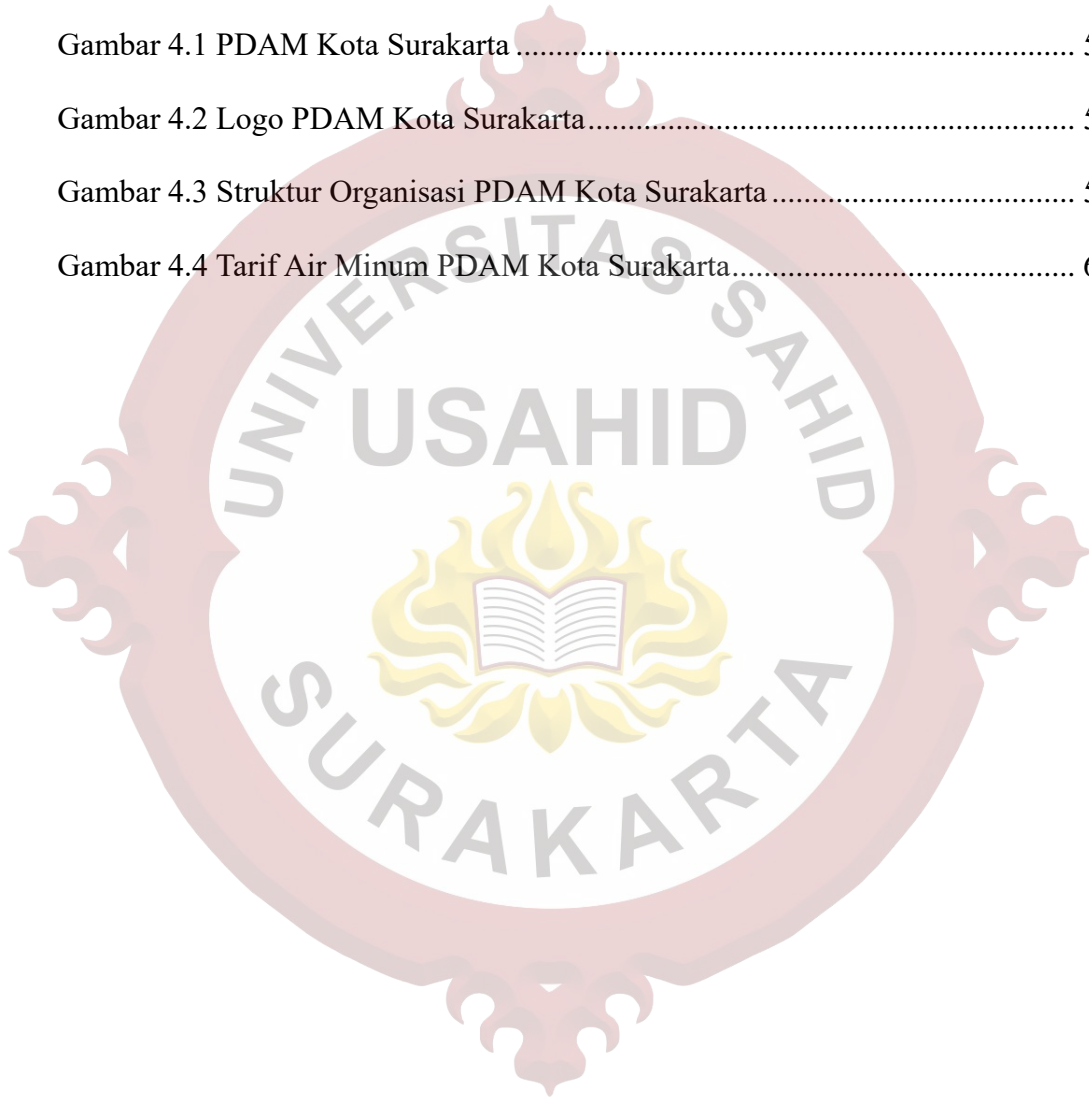 Gambar 4.1 PDAM Kota Surakarta
Gambar 4.2 Logo PDAM Kota Surakarta
Gambar 4.3 Struktur Organisasi PDAM Kota Surakarta
Gambar 4.4 Tarif Air Minum PDAM Kota Surakarta
UNIVERSITAS SAHID
USAHID
SURAKARTA